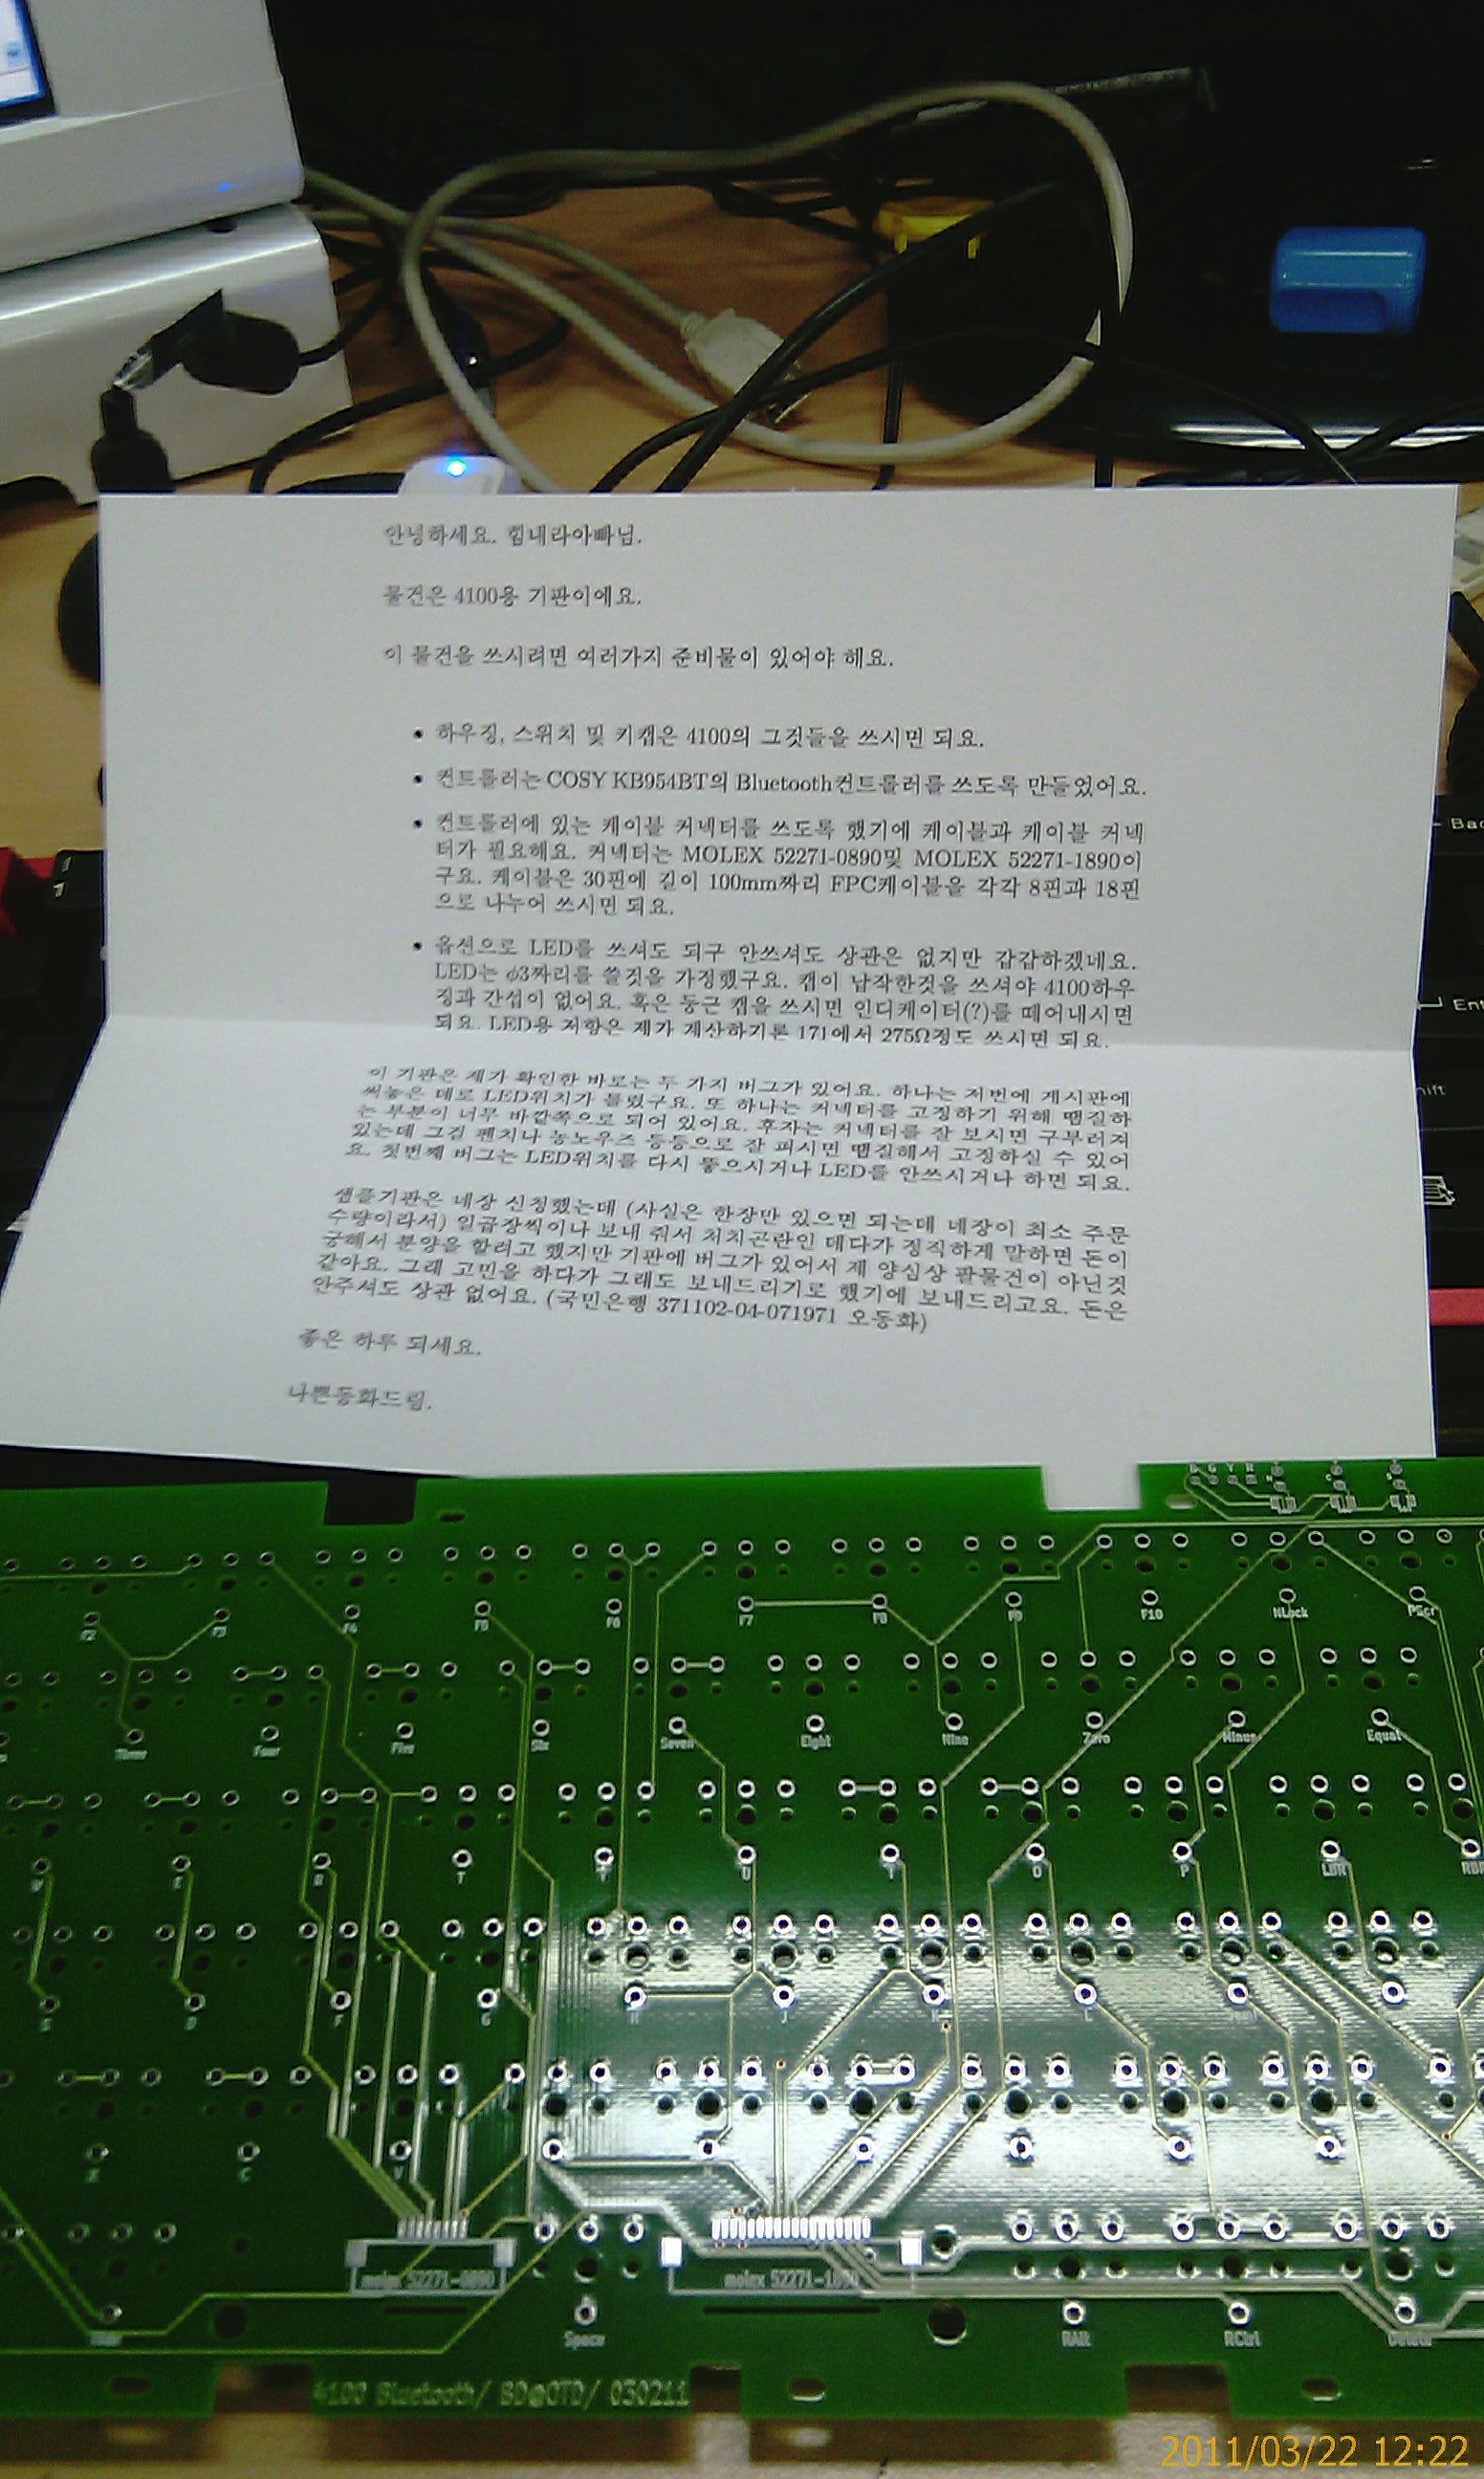 안녕하세요. 힘내라아빠님.
물건은 4100용 기판이에요.
이 물건을 쓰시려면 여러가지 준비물이 있어야 해요.
• 하우징, 스위치 및 키캡은 4100의 그것들을 쓰시면 되요.
• 컨트롤러는 COSY KB954BT의 Bluetooth컨트롤러를 쓰도록 만들었어요.
• 컨트롤러에 있는 케이블 커넥터를 쓰도록 했기에 케이블과 케이블 커넥
터가 필요해요. 커넥터는 MOLEX 52271-0890및 MOLEX 52271-1890이
구요. 케이블은 30핀에 길이 100mm짜리 FPC케이블을 각각 8핀과 18핀
으로 나누어 쓰시면 되요.
• 옵션으로 LED를 쓰셔도 되구 안쓰셔도 상관은 없지만 갑갑하겠네요.
LED는 φ3짜리를 쓸것을 가정했구요. 캡이 납작한것을 쓰셔야 4100하우
징과 간섭이 없어요. 혹은 둥근 캡을 쓰시면 인디케이터(?)를 떼어내시면
되요. LED용 저항은 제가 계산하기론 171에서 275Ω정도 쓰시면 되요.
이 기판은 제가 확인한 바로는 두 가지 버그가 있어요. 하나는 저번에 게시판에
써놓은 데로 LED위치가 틀렸구요. 또 하나는 커넥터를 고정하기 위해 땜질하
는 부분이 너무 바깥쪽으로 되어 있어요. 후자는 커넥터를 잘 보시면 구부러져
있는데 그걸 펜치나 롱노우즈 등등으로 잘 펴시면 땜질해서 고정하실 수 있어
요. 첫번째 버그는 LED위치를 다시 뚫으시거나 LED를 안쓰시거나 하면 되요.
샘플기판은 네장 신청했는데 (사실은 한장만 있으면 되는데 네장이 최소 주문
수량이라서) 일곱장씩이나 보내 줘서 처치곤란인 데다가 정직하게 말하면 돈이
궁해서 분양을 할려고 했지만 기판에 버그가 있어서 제 양심상 팔물건이 아닌것
같아요. 그래 고민을 하다가 그래도 보내드리기로 했기에 보내드리고요. 돈은
안주셔도 상관 없어요. (국민은행 371102-04-071971 오동화)
좋은 하루 되세요.
나쁜동화드림.
F2 F3 F4 F5 F6 F7 F8 F9 F10 NLock PScr
Three Four Five Six Seven Eight Nine Zero Minus Equal
E R T Y U I O P LBR
S D F G H J K L
Z C V
molex 52271-0890 molex 52271-1890
Space RAlt RCtrl
4100 Bluetooth/ BD@OTD/ 030211
2011/03/22 12:22